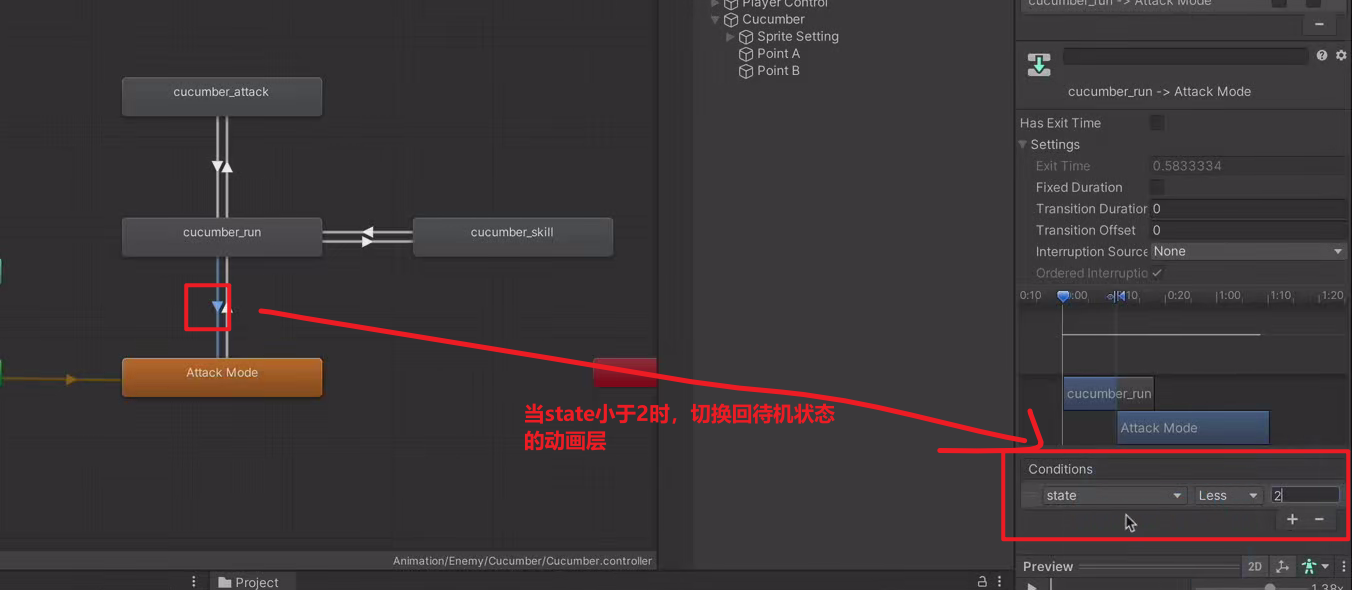 Player Control
cucumber_run -> Attack Mode
Cucumber
Sprite Setting
Point A
Point B
cucumber_attack
cucumber_run
cucumber_skill
Attack Mode
当state小于2时，切换回待机状态
的动画层
Animation/Enemy/Cucumber/Cucumber.controller
Project
cucumber_run -> Attack Mode
Has Exit Time
Settings
Exit Time 0.5833334
Fixed Duration
Transition Duration 0
Transition Offset 0
Interruption Source None
Ordered Interruptio
0:10 0:00 0:10 0:20 1:00 1:10 1:20
cucumber_run
Attack Mode
Conditions
state Less 2
+ −
Preview 2D
1.38x